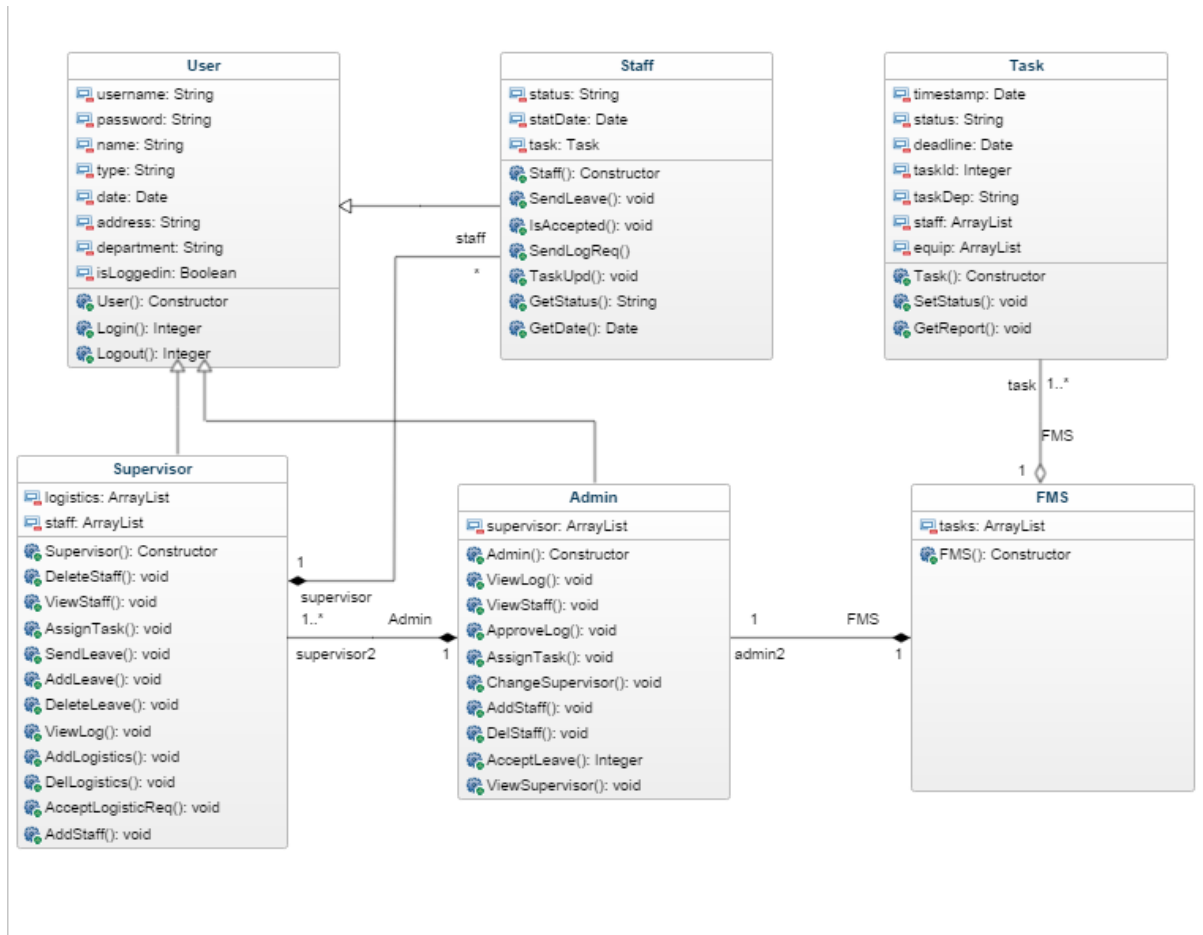 User
username: String
password: String
name: String
type: String
date: Date
address: String
department: String
isLoggedin: Boolean
User(): Constructor
Login(): Integer
Logout(): Integer
Staff
status: String
statDate: Date
task: Task
Staff(): Constructor
SendLeave(): void
IsAccepted(): void
SendLogReq()
TaskUpd(): void
GetStatus(): String
GetDate(): Date
Task
timestamp: Date
status: String
deadline: Date
taskId: Integer
taskDep: String
staff: ArrayList
equip: ArrayList
Task(): Constructor
SetStatus(): void
GetReport(): void
staff
*
task 1..*
FMS
1
Supervisor
logistics: ArrayList
staff: ArrayList
Supervisor(): Constructor
DeleteStaff(): void
ViewStaff(): void
AssignTask(): void
SendLeave(): void
AddLeave(): void
DeleteLeave(): void
ViewLog(): void
AddLogistics(): void
DelLogistics(): void
AcceptLogisticReq(): void
AddStaff(): void
1
supervisor
1..* Admin
supervisor2 1
Admin
supervisor: ArrayList
Admin(): Constructor
ViewLog(): void
ViewStaff(): void
ApproveLog(): void
AssignTask(): void
ChangeSupervisor(): void
AddStaff(): void
DelStaff(): void
AcceptLeave(): Integer
ViewSupervisor(): void
1 FMS
admin2 1
FMS
tasks: ArrayList
FMS(): Constructor